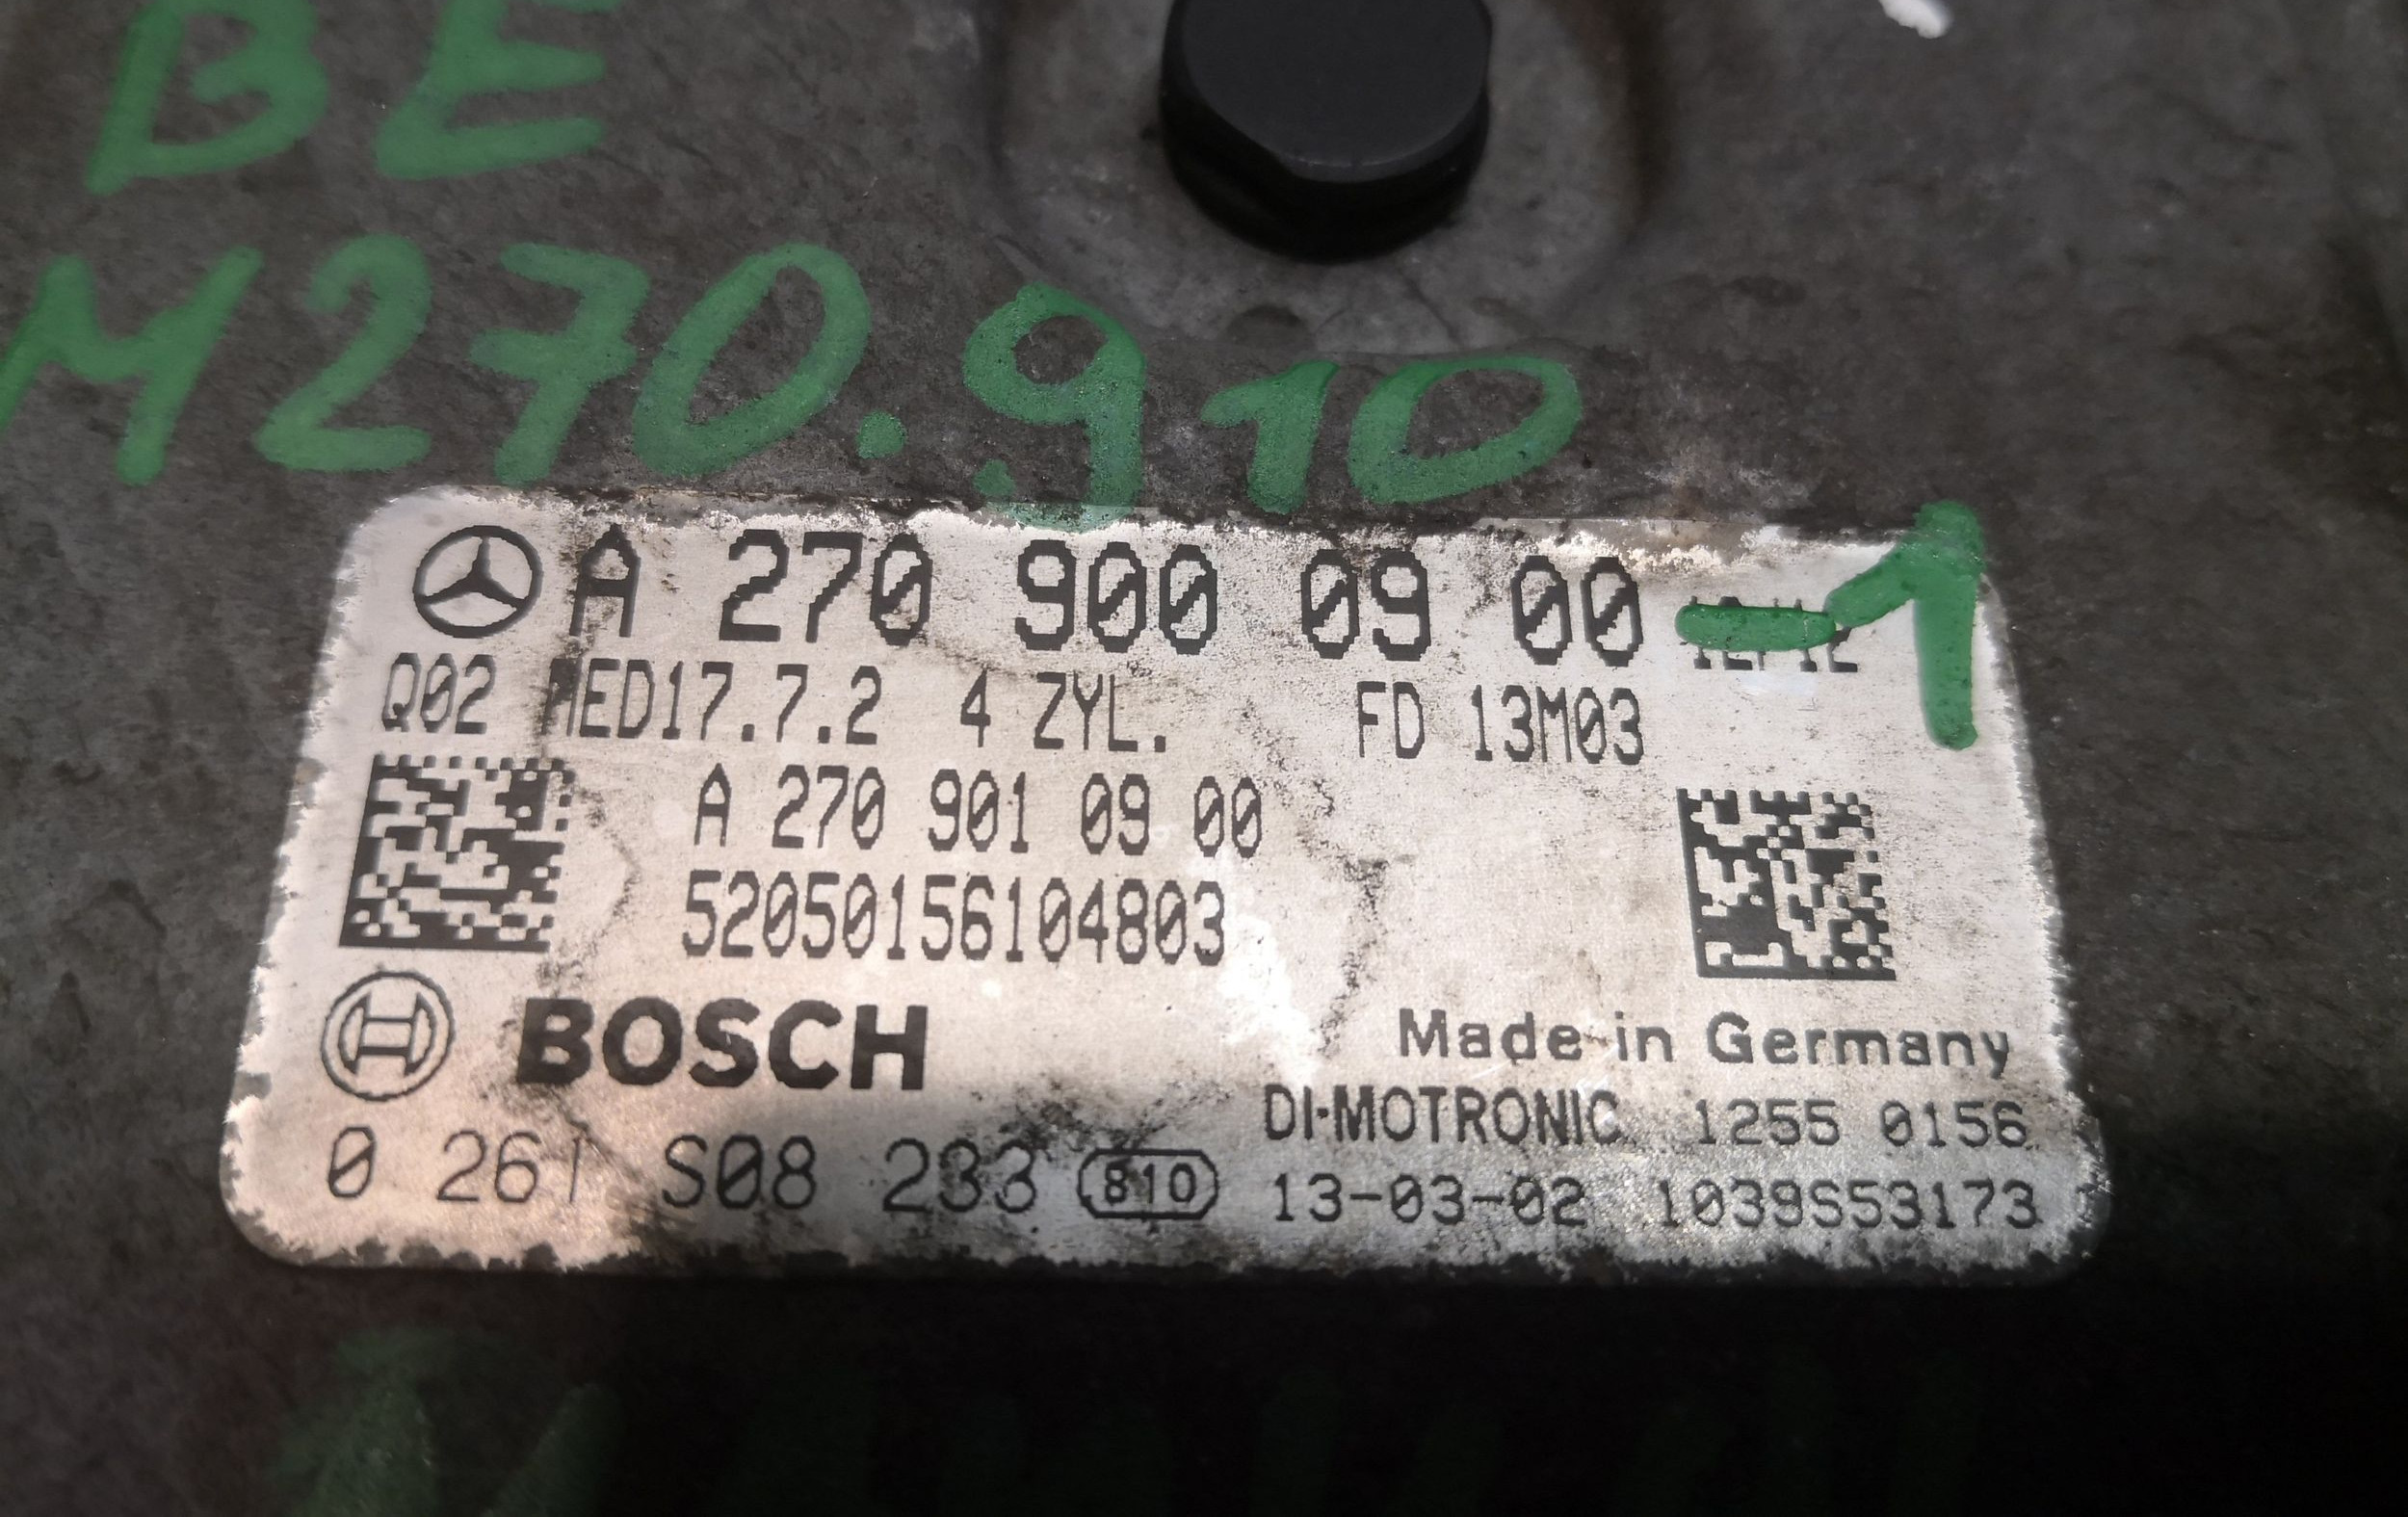 BE
M270.910
-1
A 270 900 09 00
Q02 MED17.7.2 4 ZYL. FD 13M03
A 270 901 09 00
52050156104803
BOSCH
Made in Germany
DI-MOTRONIC 1255 0156
0 261 S08 233 810 13-03-02 1039S53173